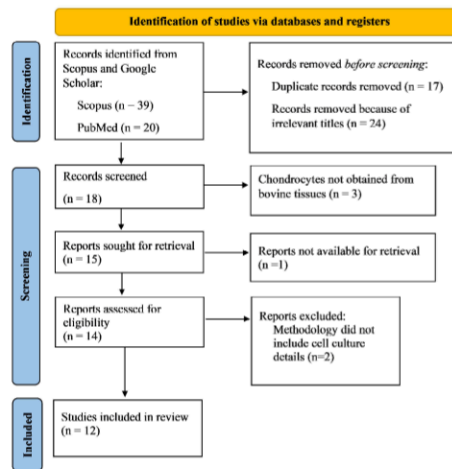 Identification of studies via databases and registers
Identification
Records identified from
Scopus and Google
Scholar:
Scopus (n – 39)
PubMed (n = 20)
Records removed before screening:
Duplicate records removed (n = 17)
Records removed because of
irrelevant titles (n = 24)
Screening
Records screened
(n = 18)
Chondrocytes not obtained from
bovine tissues (n = 3)
Reports sought for retrieval
(n = 15)
Reports not available for retrieval
(n =1)
Reports assessed for
eligibility
(n = 14)
Reports excluded:
Methodology did not
include cell culture
details (n=2)
Included
Studies included in review
(n = 12)